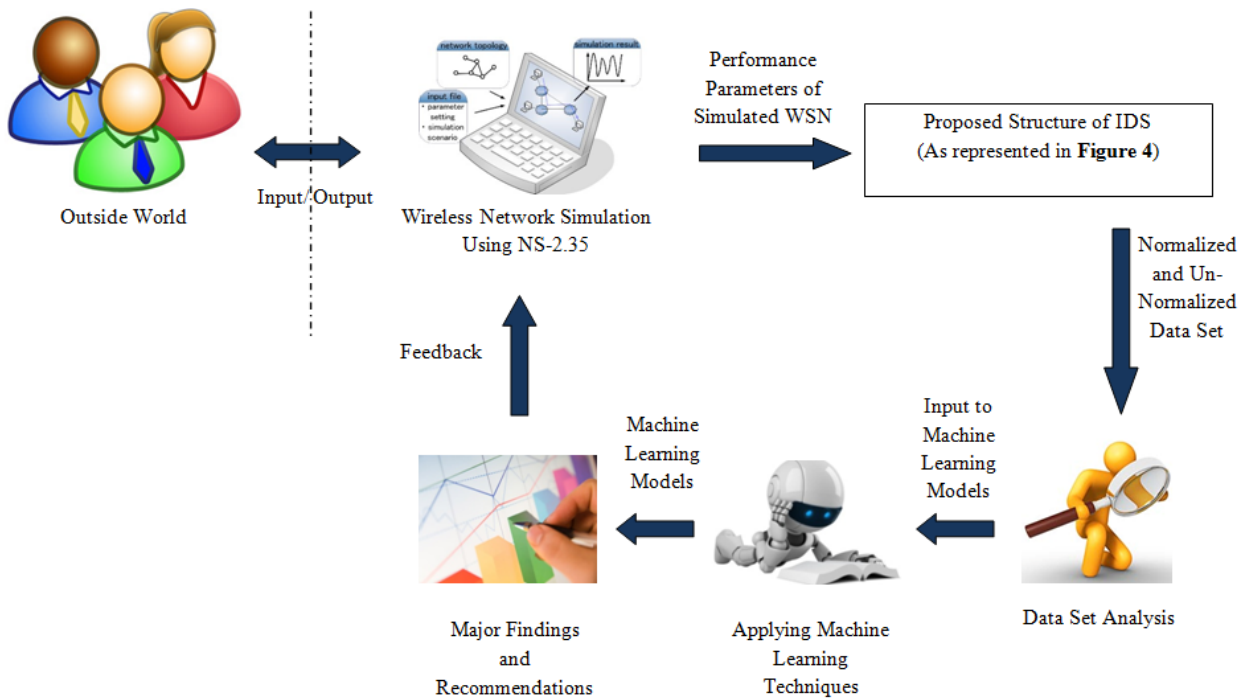 network topology
simulation result
input file
• parameter
setting
• simulation
scenario
Performance
Parameters of
Simulated WSN
Proposed Structure of IDS
(As represented in Figure 4)
Input/ Output
Outside World
Wireless Network Simulation
Using NS-2.35
Normalized
and Un-
Normalized
Data Set
Feedback
Input to
Machine
Learning
Models
Machine
Learning
Models
Data Set Analysis
Applying Machine
Learning
Techniques
Major Findings
and
Recommendations